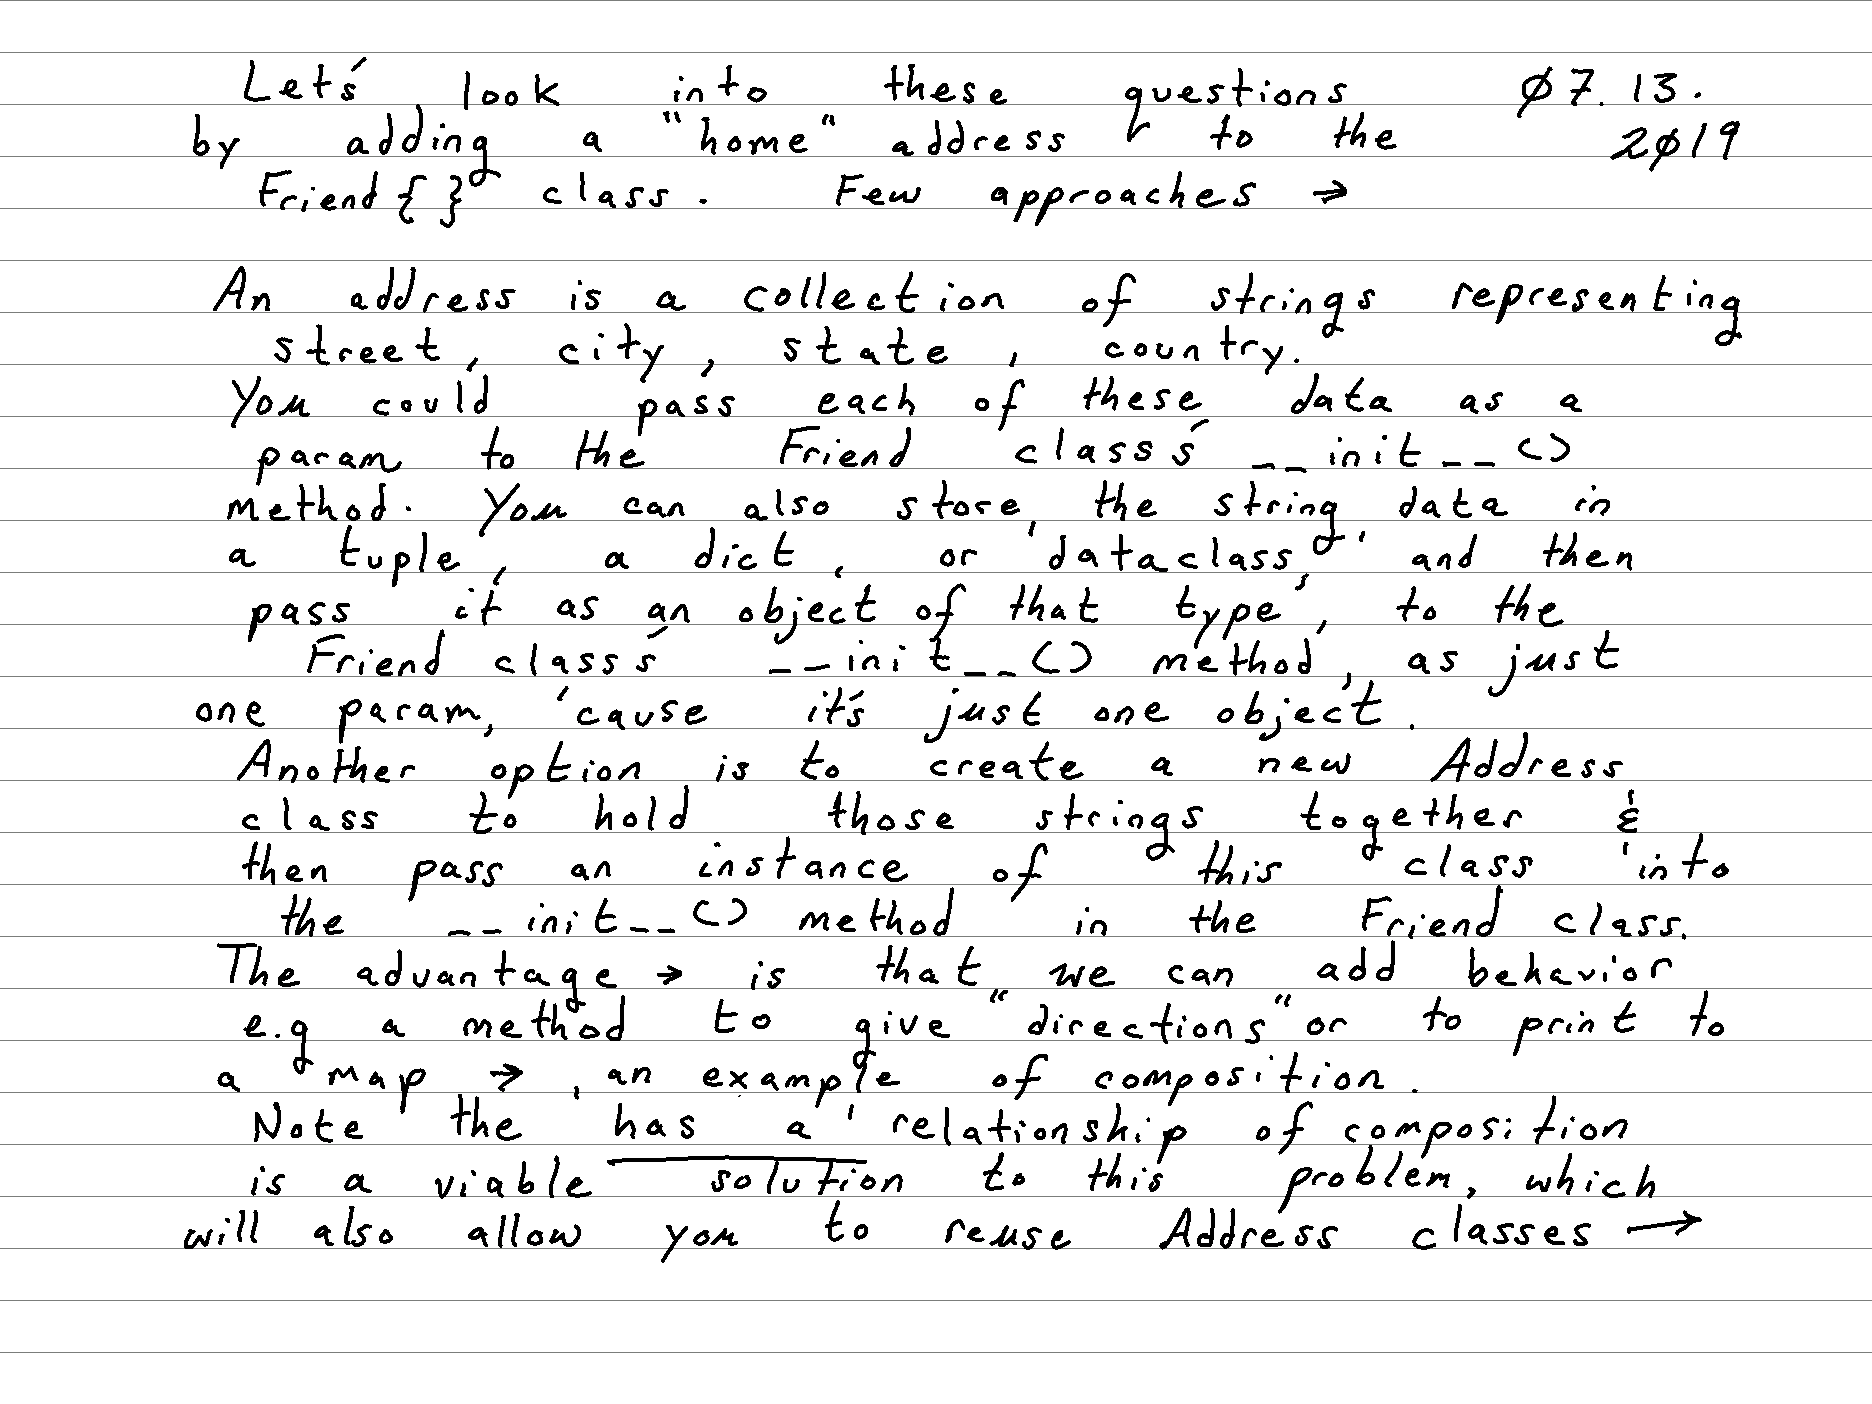 Let's look into these questions Ø7. 13.
by adding a "home" address to the 2Ø19
Friend { } class. Few approaches →
An address is a collection of strings representing
street, city, state, country.
You could pass each of these data as a
param to the Friend class's __init__()
method. You can also store the string data in
a tuple, a dict, or 'dataclass,' and then
pass it as an object of that 'type', to the
Friend class's __init__() method, as just
one param, 'cause it's just one object.
Another option is to create a new Address
class to hold those strings together &
then pass an instance of this class into
the __init__() method in the Friend class.
The advantage → is that we can add behavior
e.g a method to give "directions" or to print to
a map →, an example of composition.
Note the 'has a' relationship of composition
is a viable solution to this problem, which
will also allow you to reuse Address classes →